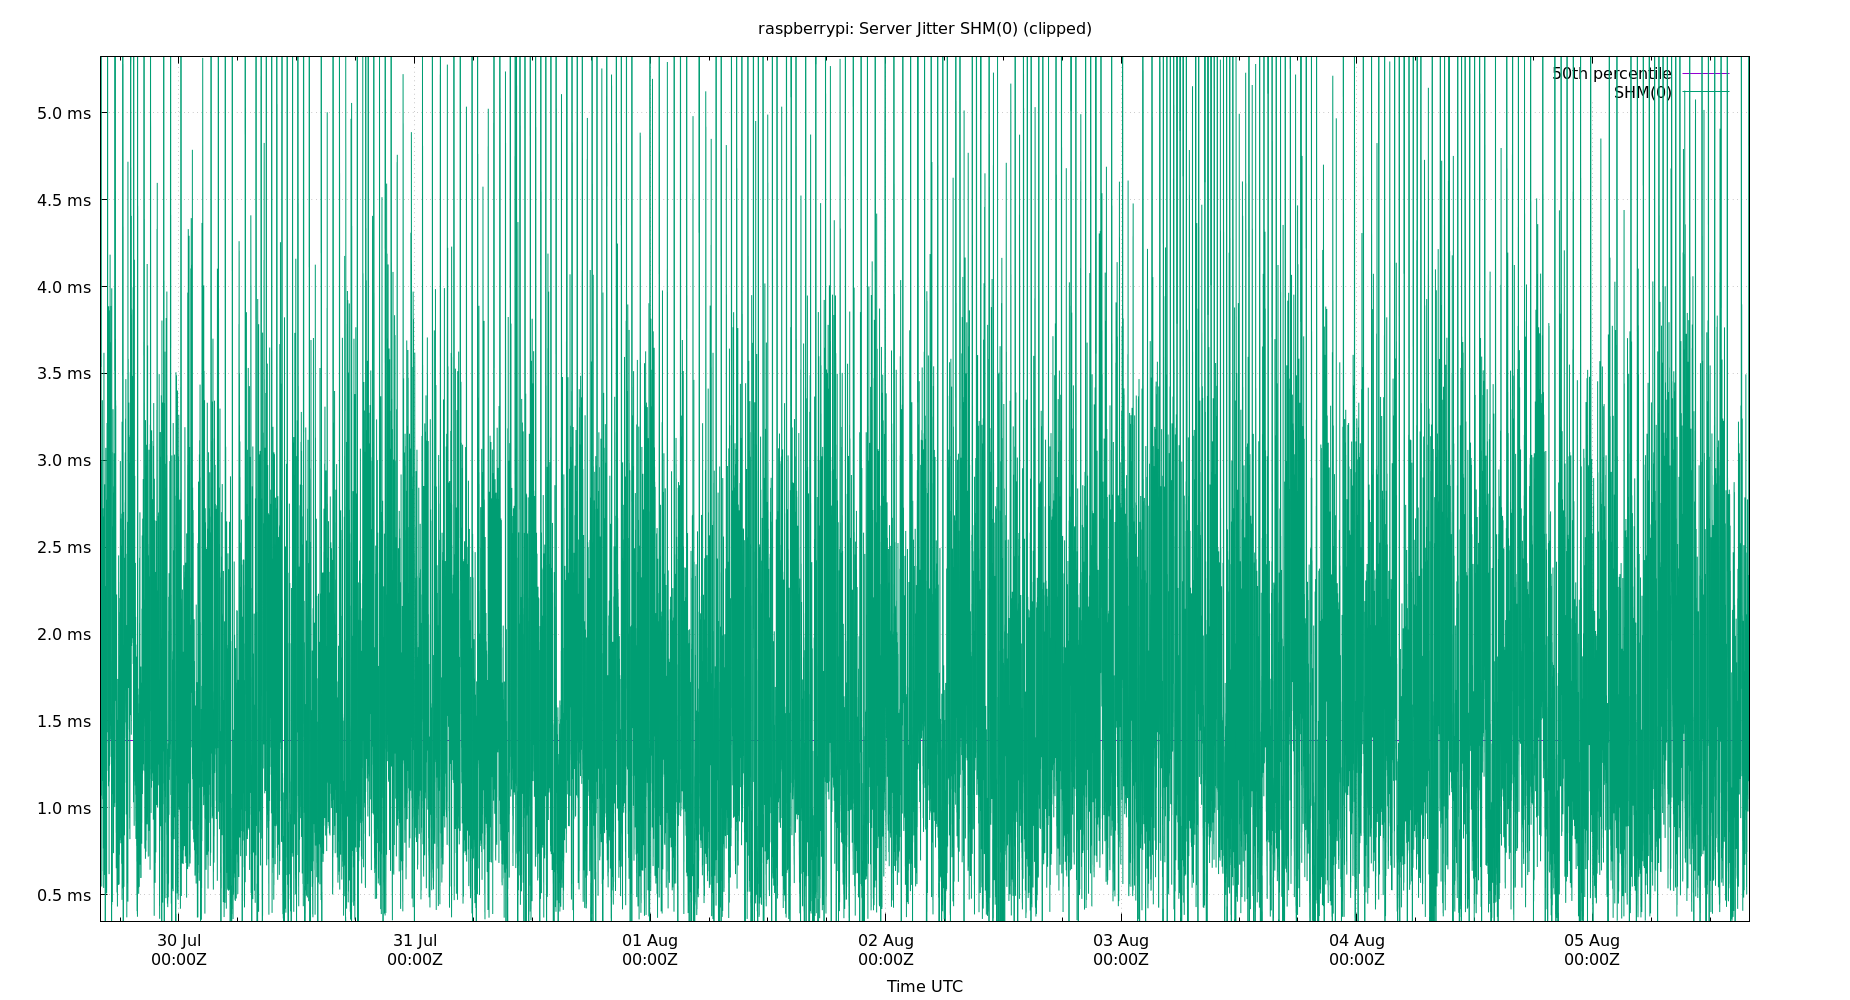 raspberrypi: Server Jitter SHM(0) (clipped)
50th percentile
SHM(0)
5.0 ms
4.5 ms
4.0 ms
3.5 ms
3.0 ms
2.5 ms
2.0 ms
1.5 ms
1.0 ms
0.5 ms
30 Jul 31 Jul 01 Aug 02 Aug 03 Aug 04 Aug 05 Aug
00:00Z 00:00Z 00:00Z 00:00Z 00:00Z 00:00Z 00:00Z
Time UTC